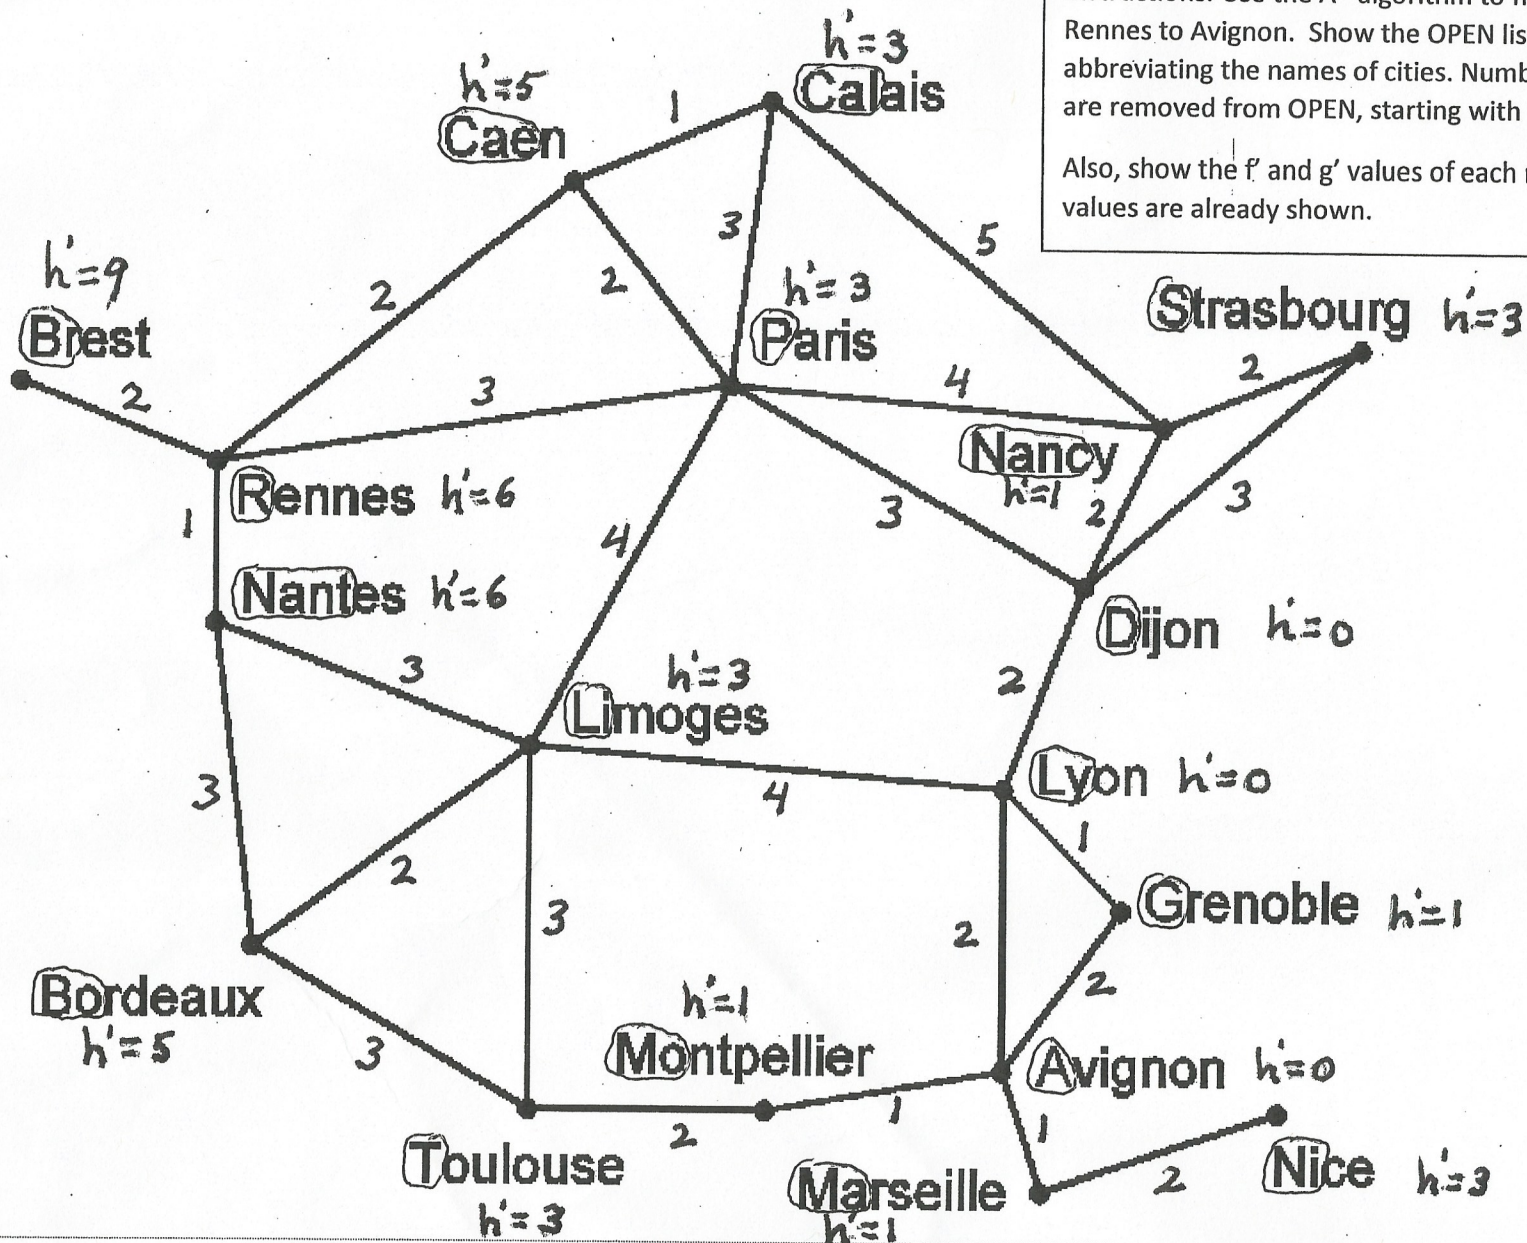 Rennes to Avignon. Show the OPEN lis
abbreviating the names of cities. Numb
are removed from OPEN, starting with
Also, show the f' and g' values of each
values are already shown.
h'=3
Calais
h'=5
Caen
1
3
5
2
2
h'=9
Brest
2
h'=3
Paris
Strasbourg h'=3
2
3
4
Nancy
h'=1
2
3
3
Rennes h'=6
1
4
Nantes h'=6
Dijon h'=0
3
2
h'=3
Limoges
Lyon h'=0
3
4
1
2
3
2
Grenoble h'=1
2
Bordeaux
h'=5
3
h'=1
Montpellier
Avignon h'=0
2
1
1
2
Toulouse
h'=3
Marseille
h'=1
Nice h'=3